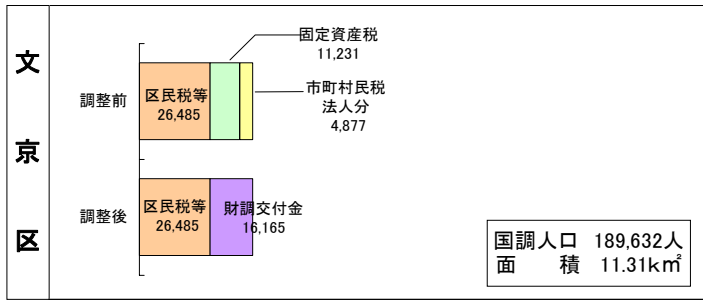 文京区
固定資産税
11,231
調整前
区民税等
26,485
市町村民税
法人分
4,877
調整後
区民税等
26,485
財調交付金
16,165
国調人口 189,632人
面　積 11.31k㎡